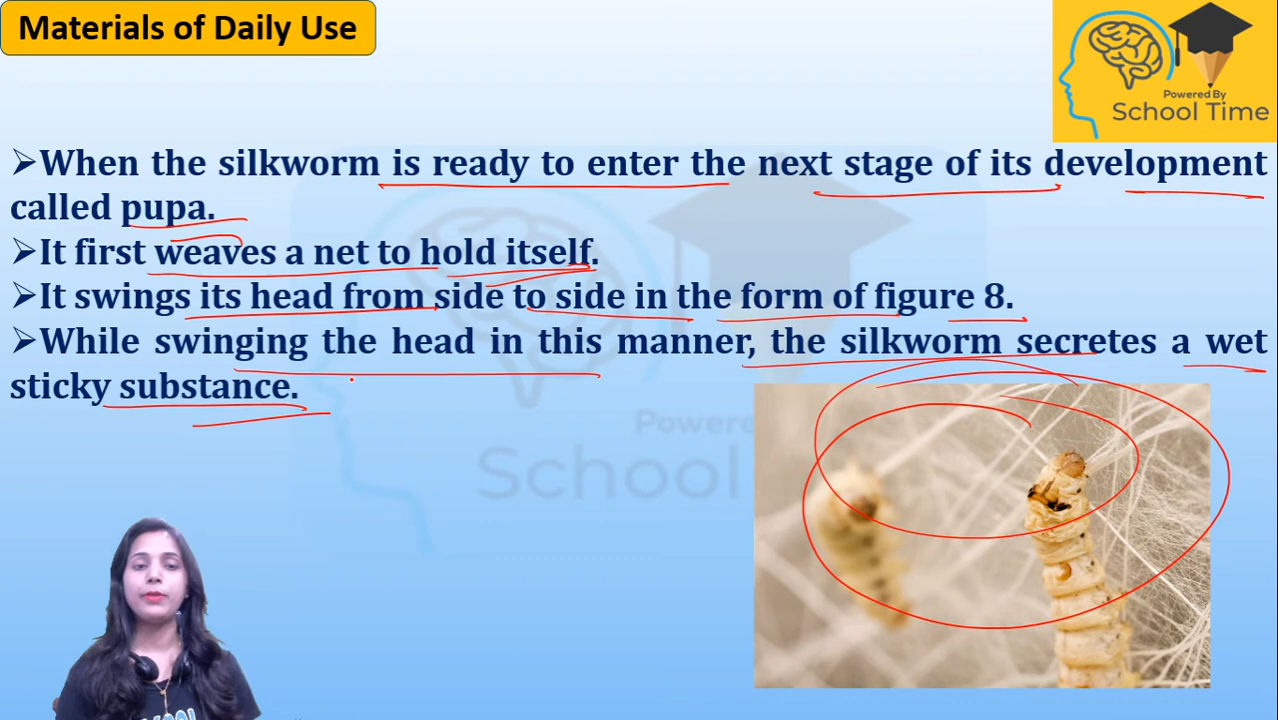 Materials of Daily Use
Powered By
School Time
➢When the silkworm is ready to enter the next stage of its development
called pupa.
➢It first weaves a net to hold itself.
➢It swings its head from side to side in the form of figure 8.
➢While swinging the head in this manner, the silkworm secretes a wet
sticky substance.
Powere
School